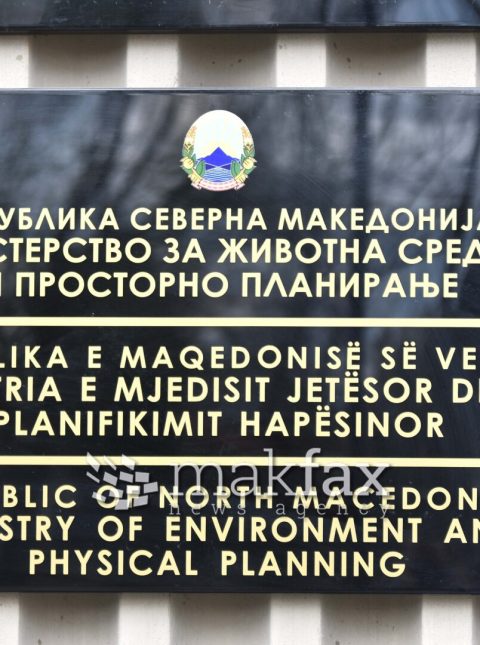 УБЛИКА СЕВЕРНА МАКЕДОНИЈА
СТЕРСТВО ЗА ЖИВОТНА СРЕД
И ПРОСТОРНО ПЛАНИРАЊЕ
LIKA E MAQEDONISË SË VE
TRIA E MJEDISIT JETËSOR D
PLANIFIKIMIT HAPËSINOR
makfax
news agency
BLIC OF NORTH MACEDON
STRY OF ENVIRONMENT AN
PHYSICAL PLANNING